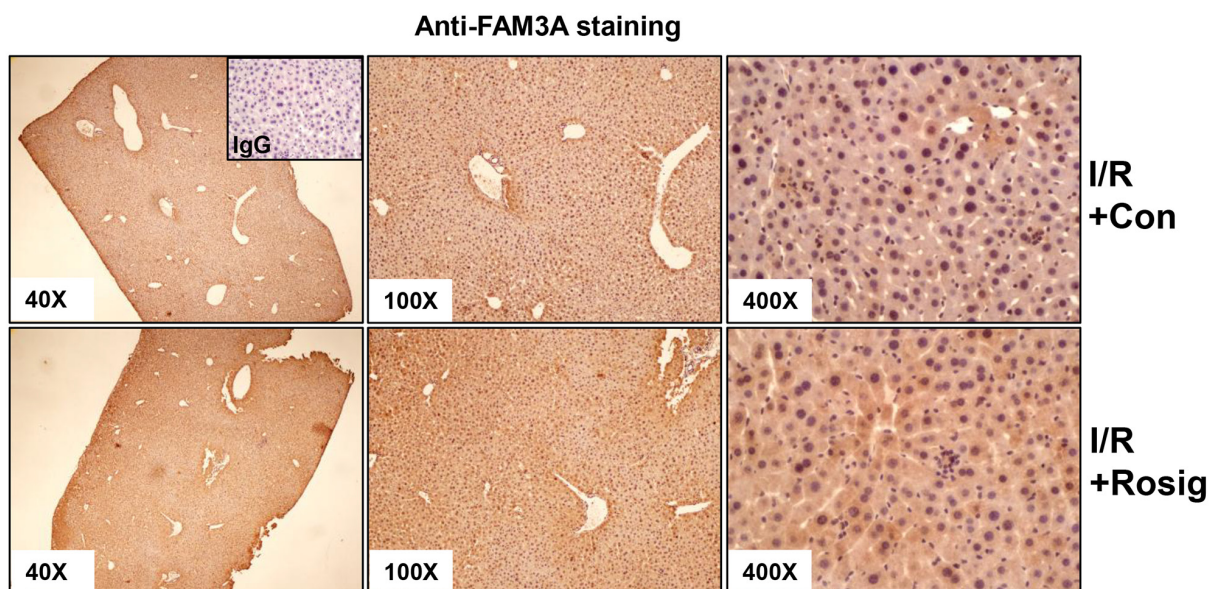 Anti-FAM3A staining
IgG
40X
100X
400X
I/R
+Con
40X
100X
400X
I/R
+Rosig